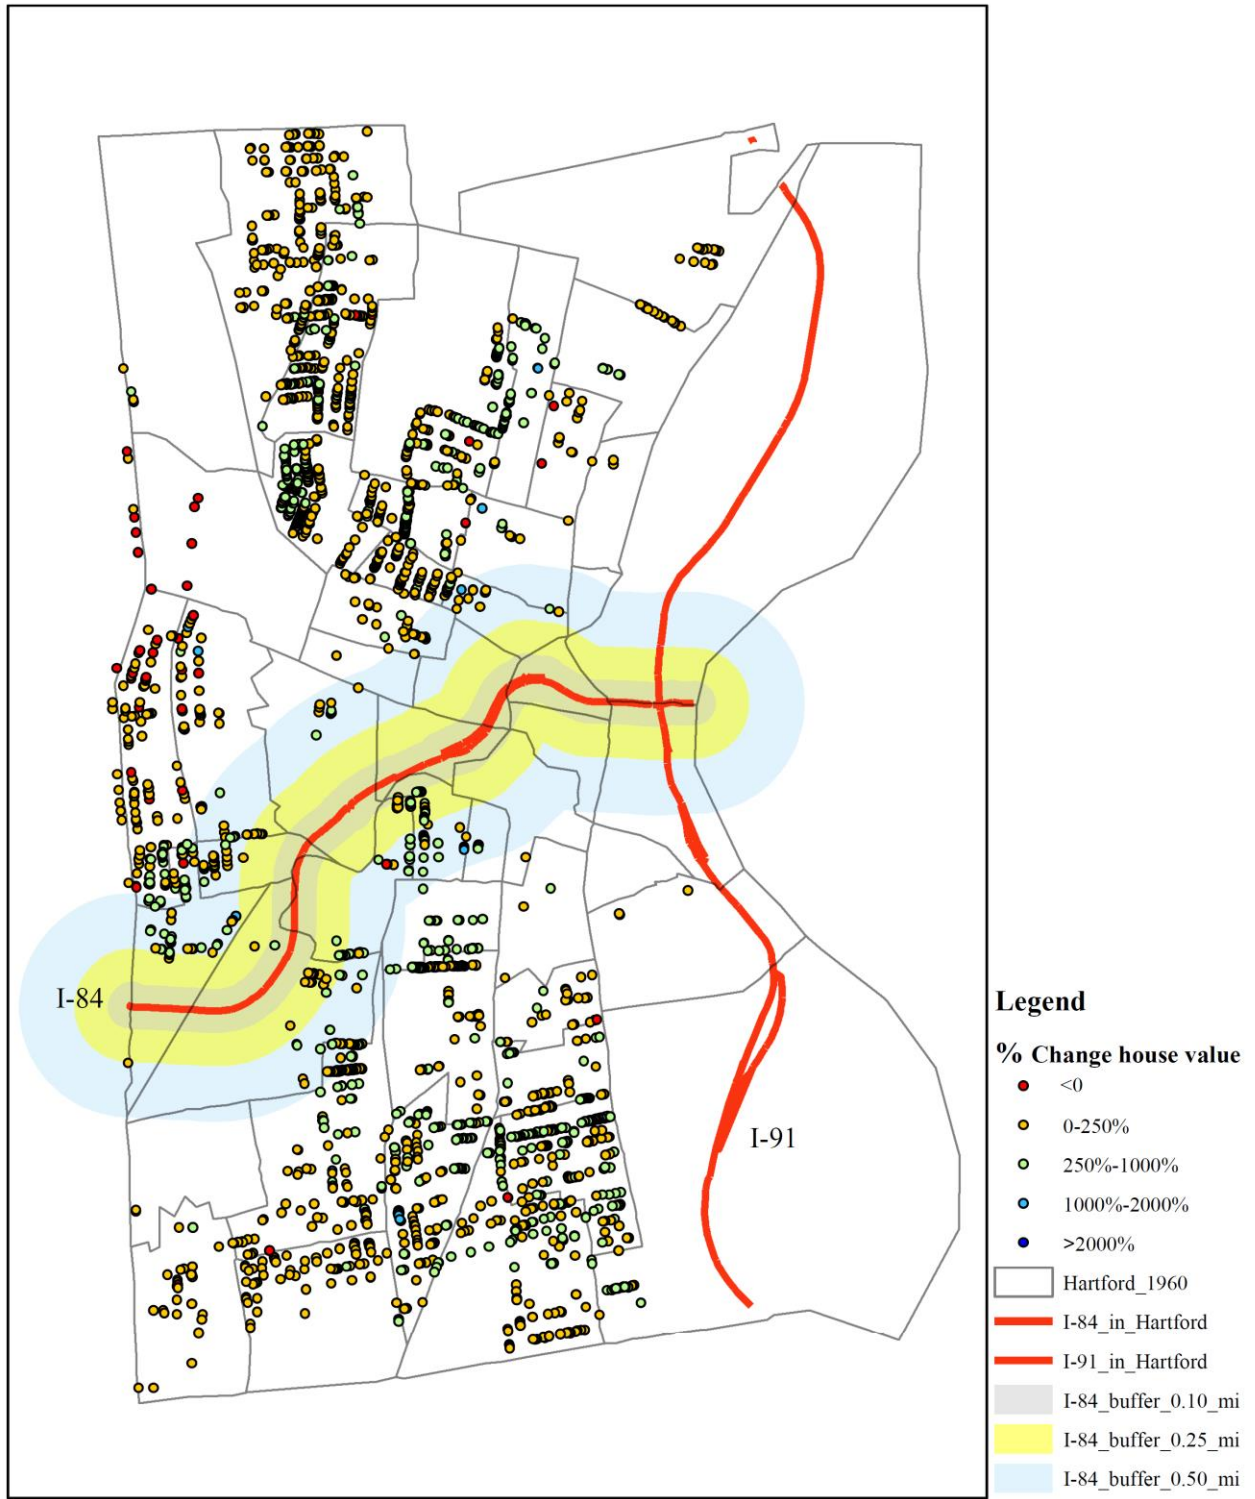 I-84
I-91
Legend
% Change house value
<0
0-250%
250%-1000%
1000%-2000%
>2000%
Hartford_1960
I-84_in_Hartford
I-91_in_Hartford
I-84_buffer_0.10_mi
I-84_buffer_0.25_mi
I-84_buffer_0.50_mi